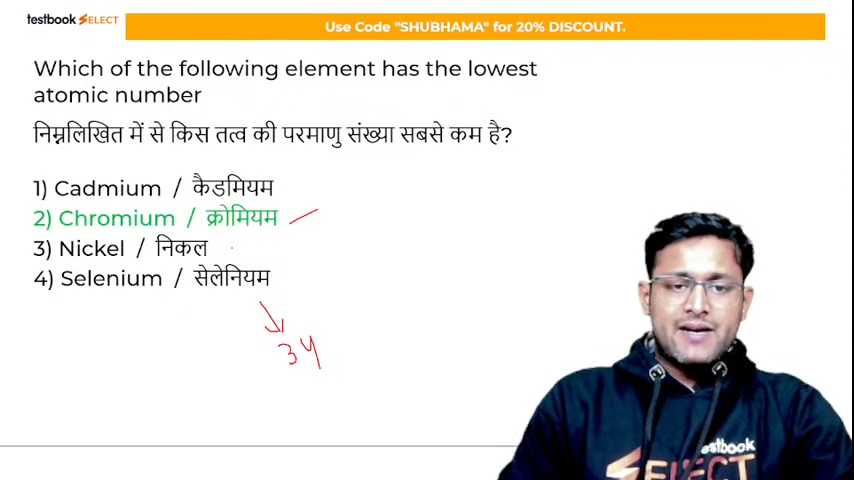 testbook SELECT
Use Code "SHUBHAMA" for 20% DISCOUNT.
Which of the following element has the lowest
atomic number
निम्नलिखित में से किस तत्व की परमाणु संख्या सबसे कम है?
1) Cadmium / कैडमियम
2) Chromium / क्रोमियम
3) Nickel / निकल
4) Selenium / सेलेनियम
34
testbook
SELECT